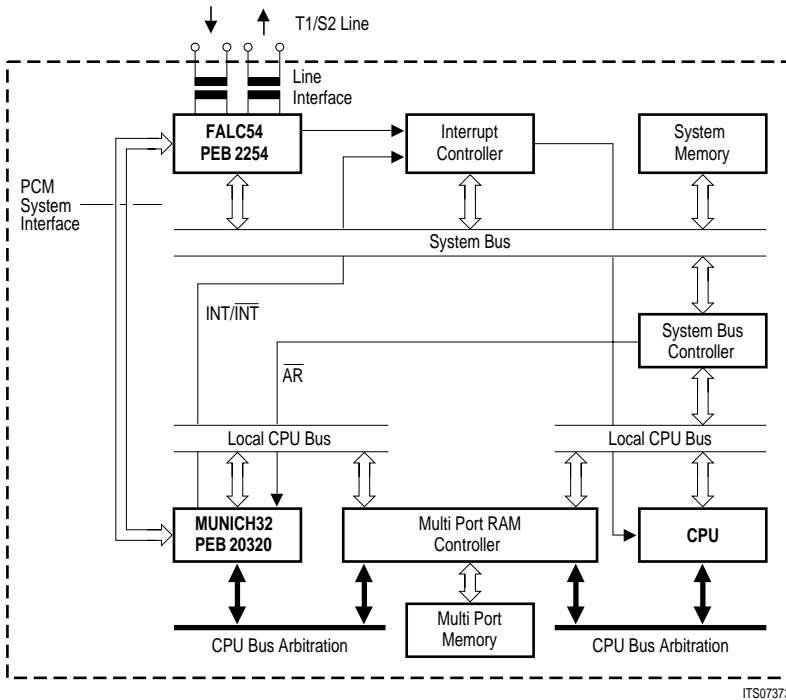 T1/S2 Line
Line
Interface
FALC54
PEB 2254
Interrupt
Controller
System
Memory
PCM
System
Interface
System Bus
INT/INT
System Bus
Controller
AR
Local CPU Bus
Local CPU Bus
MUNICH32
PEB 20320
Multi Port RAM
Controller
CPU
Multi Port
Memory
CPU Bus Arbitration
CPU Bus Arbitration